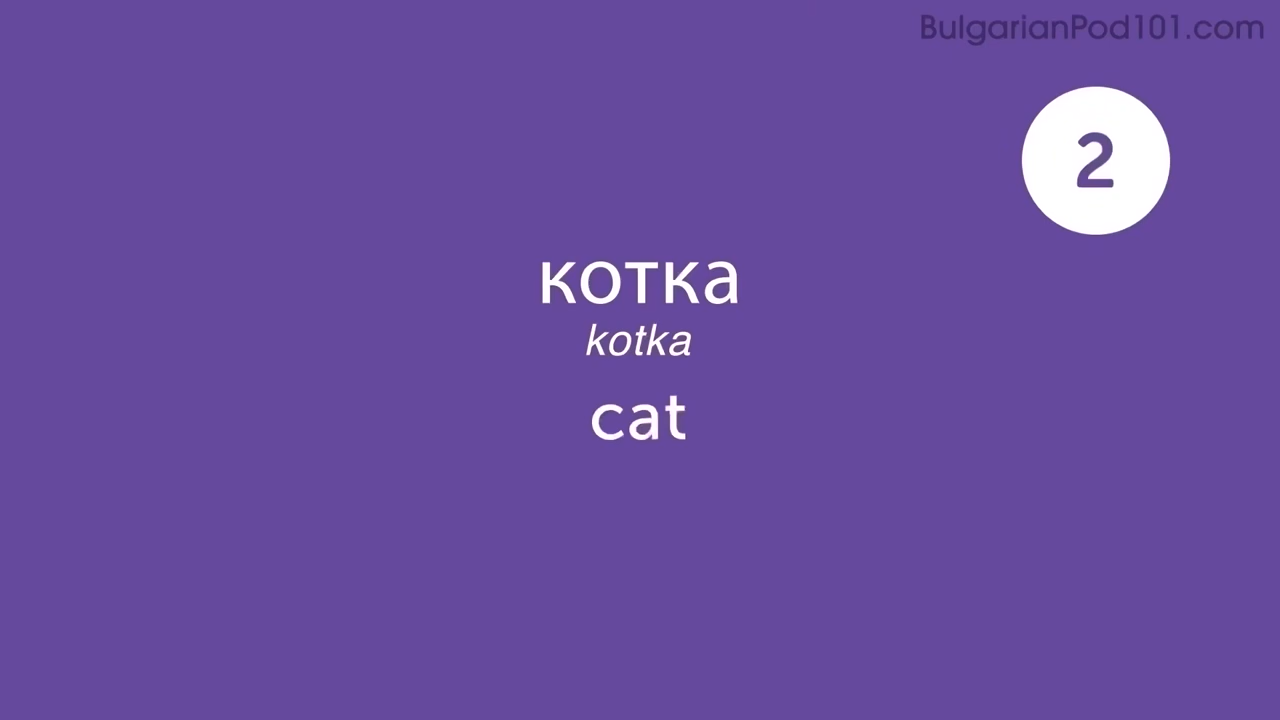 BulgarianPod101.com
2
котка
kotka
cat